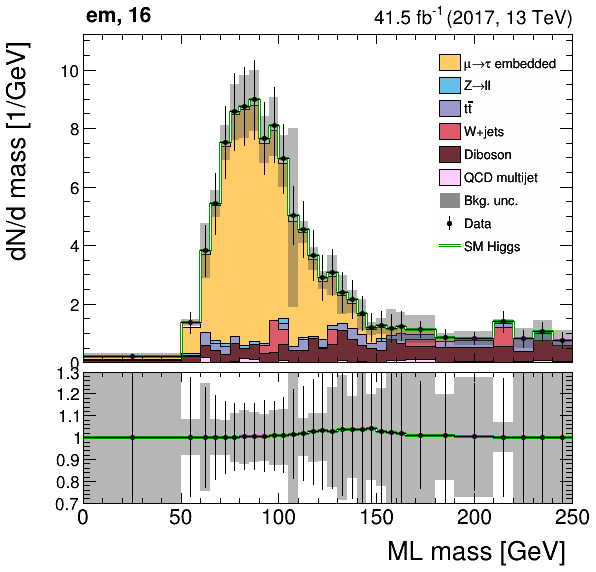 em, 16 41.5 fb-1 (2017, 13 TeV)
dN/d mass [1/GeV]
10
8
6
4
2
0
μ→τ embedded
Z→ll
tt̅
W+jets
Diboson
QCD multijet
Bkg. unc.
Data
SM Higgs
1.3
1.2
1.1
1
0.9
0.8
0.7
0 50 100 150 200 250
ML mass [GeV]